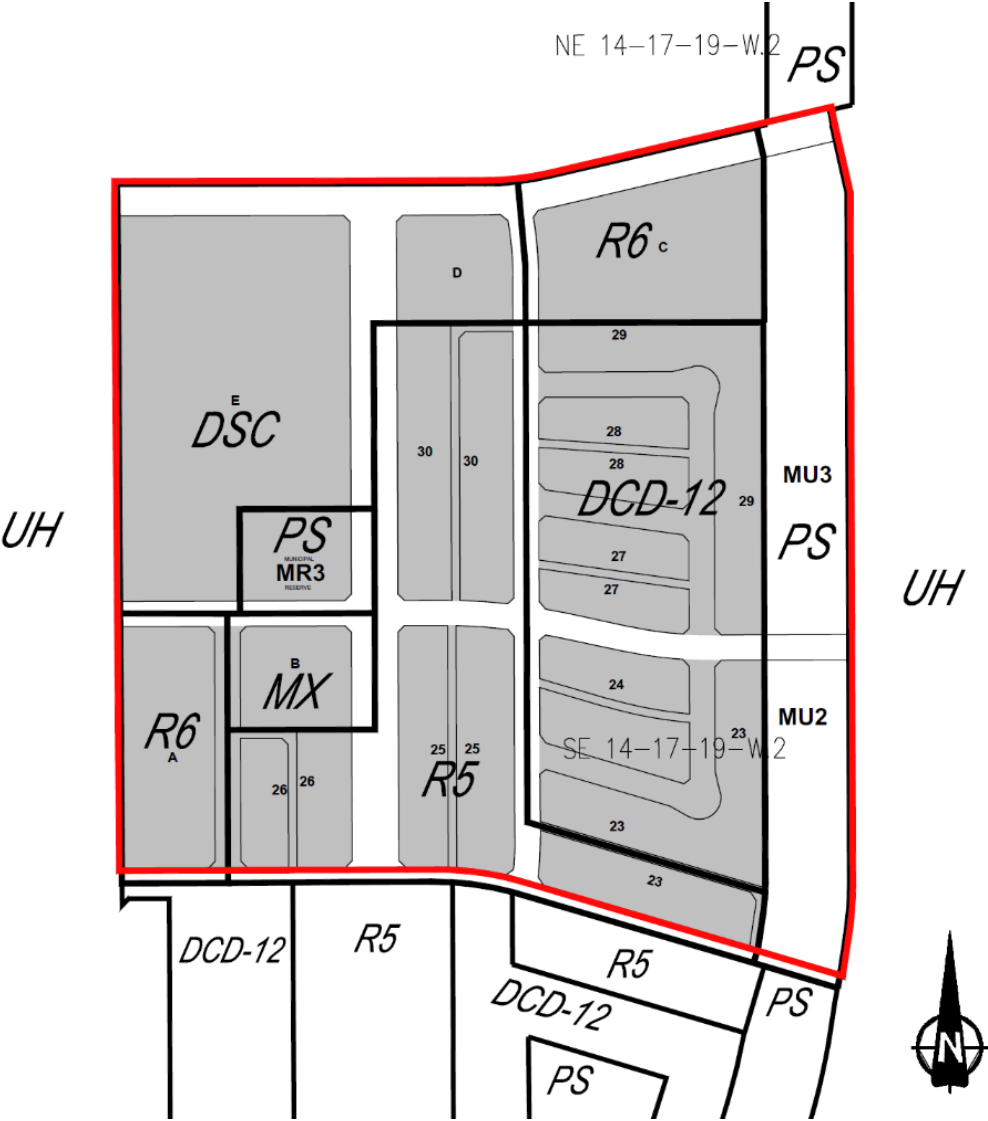 NE 14-17-19-W.2
PS
R6 C
D
29
E
DSC
28
30
30
28
DCD-12
29
MU3
UH
PS
MUNICIPAL
MR3
RESERVE
PS
27
27
UH
B
MX
24
R6
A
MU2
23
25
25
SE 14-17-19-W.2
R5
26
26
23
23
DCD-12
R5
R5
DCD-12
PS
PS
N